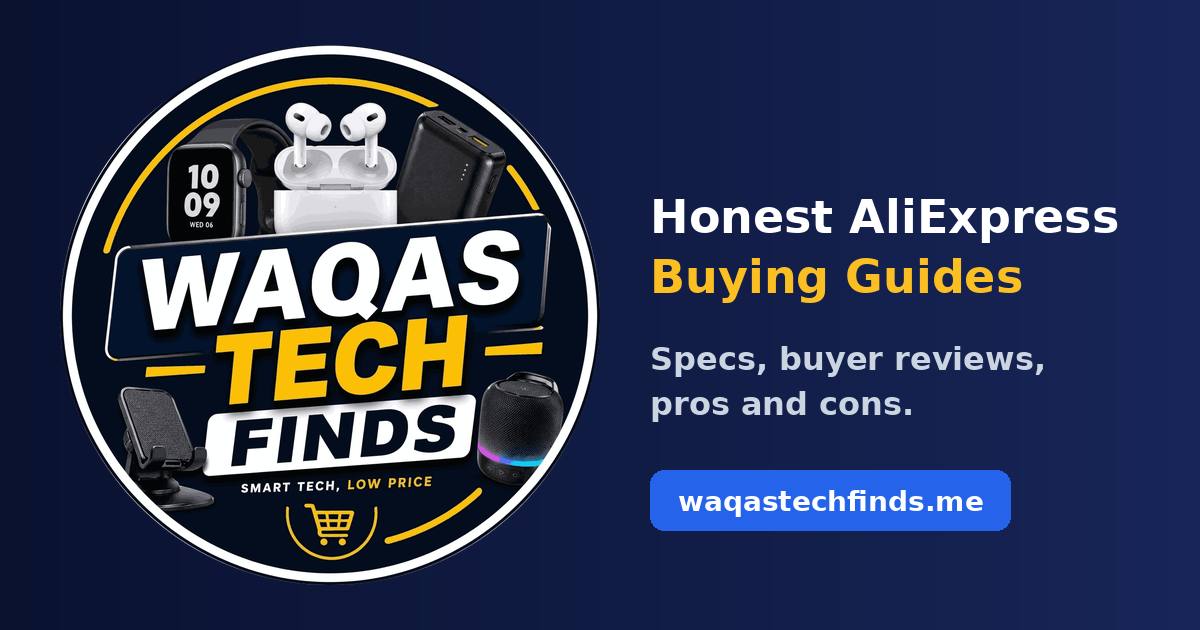 10
09
WED 06
WAQAS
TECH
FINDS
SMART TECH, LOW PRICE
Honest AliExpress
Buying Guides
Specs, buyer reviews,
pros and cons.
waqastechfinds.me